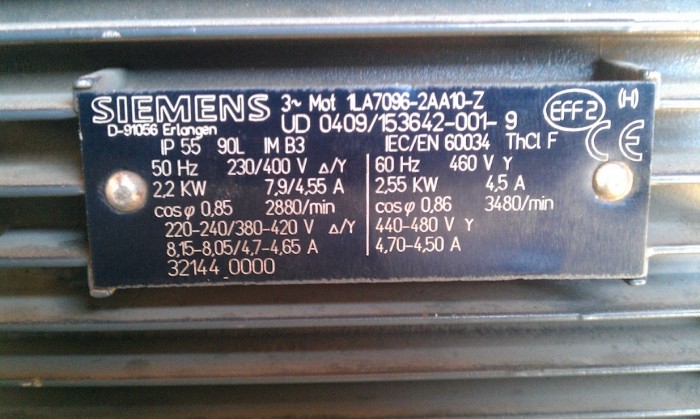 SIEMENS 3~ Mot 1LA7096-2AA10-Z EFF2 (H)
D-91056 Erlangen UD 0409/153642-001-9 CE
IP 55 90L IM B3 IEC/EN 60034 ThCl F
50 Hz 230/400 V Δ/Y 60 Hz 460 V Y
2,2 KW 7,9/4,55 A 2,55 KW 4,5 A
cosφ 0,85 2880/min cosφ 0,86 3480/min
220-240/380-420 V Δ/Y 440-480 V Y
8,15-8,05/4,7-4,65 A 4,70-4,50 A
32144 0000